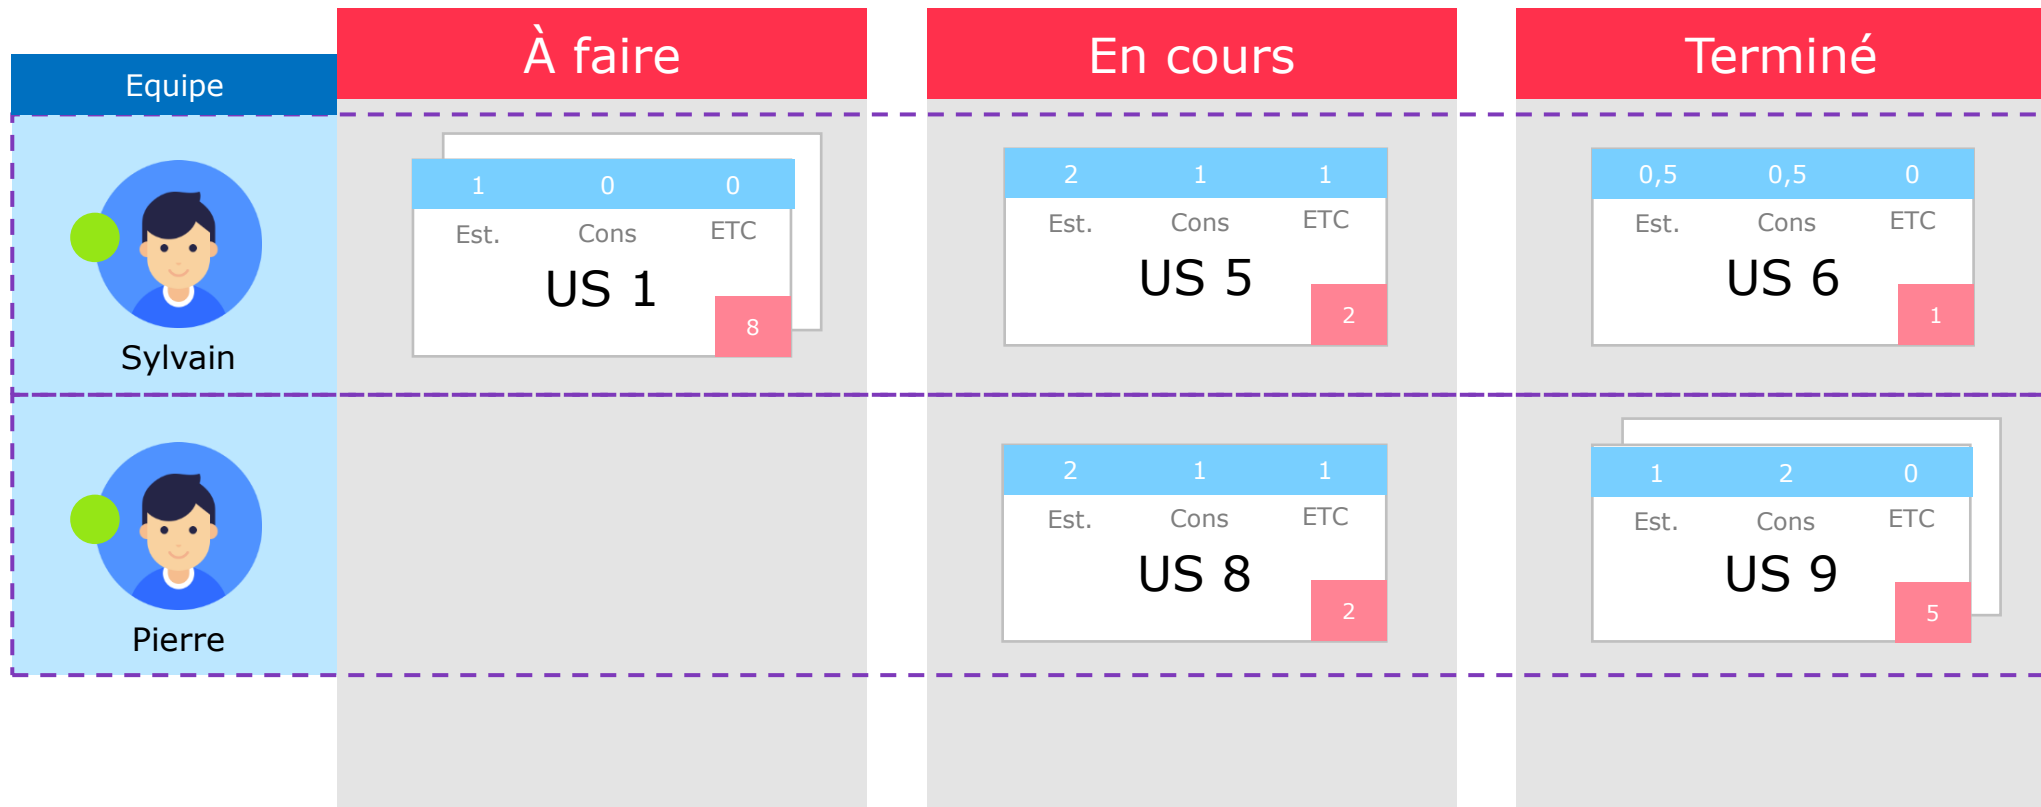 Equipe
À faire
En cours
Terminé
Sylvain
1 0 0
Est. Cons ETC
US 1
8
2 1 1
Est. Cons ETC
US 5
2
0,5 0,5 0
Est. Cons ETC
US 6
1
Pierre
2 1 1
Est. Cons ETC
US 8
2
1 2 0
Est. Cons ETC
US 9
5